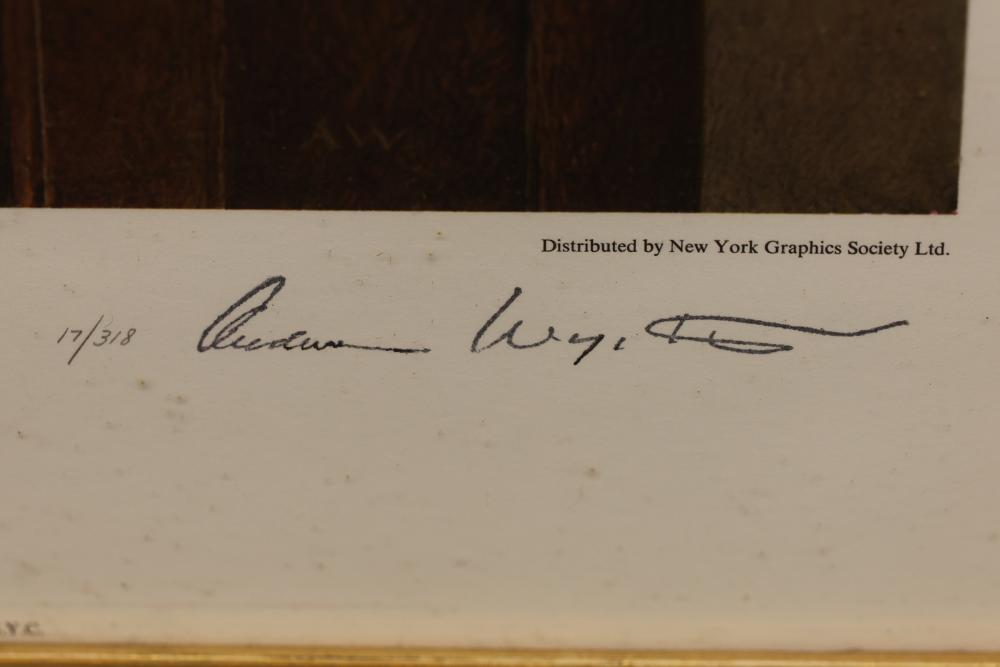 AW
Distributed by New York Graphics Society Ltd.
17/318 Andrew Wyeth
.Y.C.